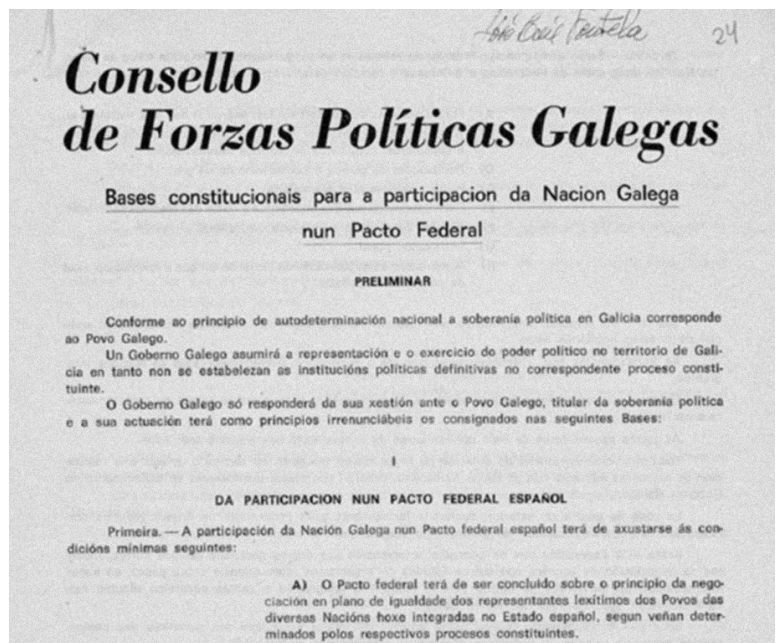 José Luís Fontela 24
Consello
de Forzas Políticas Galegas
Bases constitucionais para a participacion da Nacion Galega
nun Pacto Federal
PRELIMINAR
Conforme ao principio de autodeterminación nacional a soberanía política en Galicia corresponde
ao Povo Galego.
Un Goberno Galego asumirá a representación e o exercicio do poder político no territorio de Gali-
cia en tanto non se estabelezan as institucións políticas definitivas no correspondente proceso consti-
tuinte.
O Goberno Galego só responderá da sua xestión ante o Povo Galego, titular da soberanía política
e a sua actuación terá como principios irrenunciábeis os consignados nas seguintes Bases:
I
DA PARTICIPACION NUN PACTO FEDERAL ESPAÑOL
Primeira. — A participación da Nación Galega nun Pacto federal español terá de axustarse ás con-
dicións mínimas seguintes:
A) O Pacto federal terá de ser concluido sobre o principio da nego-
ciación en plano de igualdade dos representantes lexítimos dos Povos das
diversas Nacións hoxe integradas no Estado español, segun veñan deter-
minados polos respectivos procesos constituintes.